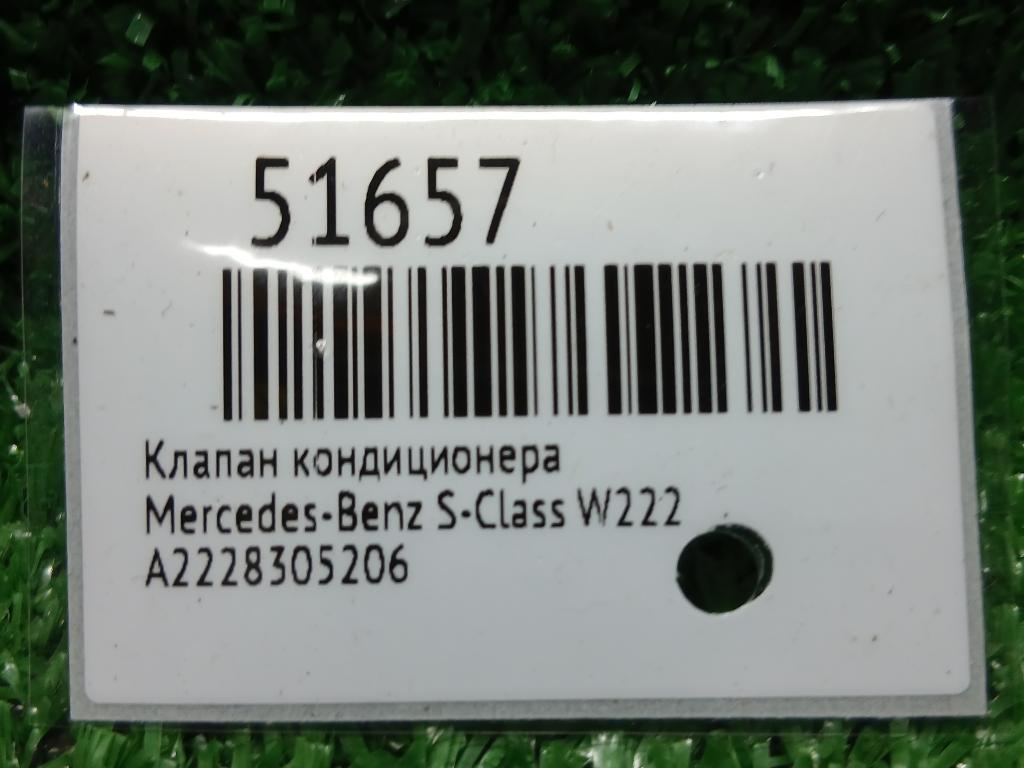 51657
Клапан кондиционера
Mercedes-Benz S-Class W222
A2228305206